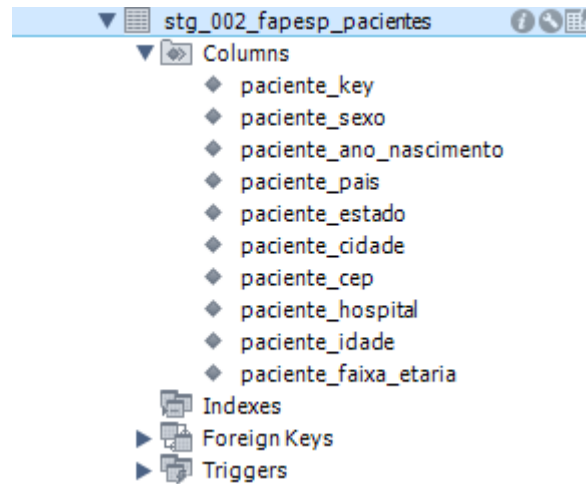 stg_002_fapesp_pacientes
Columns
paciente_key
paciente_sexo
paciente_ano_nascimento
paciente_pais
paciente_estado
paciente_cidade
paciente_cep
paciente_hospital
paciente_idade
paciente_faixa_etaria
Indexes
Foreign Keys
Triggers